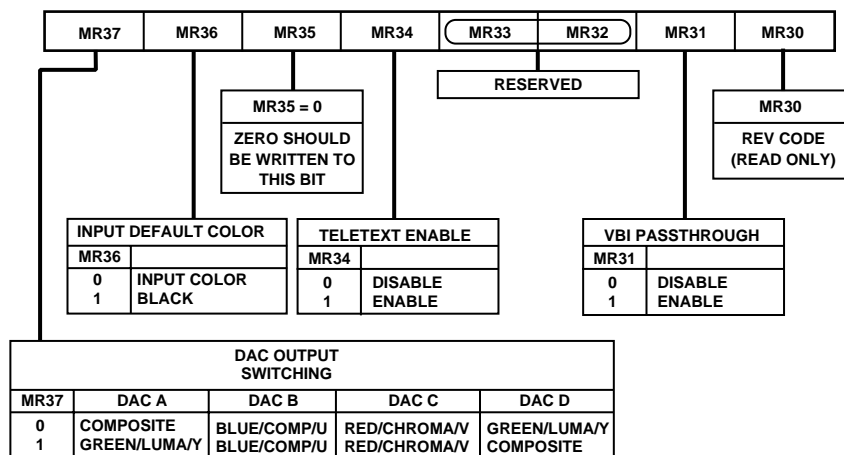 MR37 MR36 MR35 MR34 MR33 MR32 MR31 MR30
RESERVED
MR35 = 0
ZERO SHOULD
BE WRITTEN TO
THIS BIT
MR30
REV CODE
(READ ONLY)
INPUT DEFAULT COLOR
MR36
0 INPUT COLOR
1 BLACK
TELETEXT ENABLE
MR34
0 DISABLE
1 ENABLE
VBI PASSTHROUGH
MR31
0 DISABLE
1 ENABLE
DAC OUTPUT
SWITCHING
MR37 DAC A DAC B DAC C DAC D
0 COMPOSITE BLUE/COMP/U RED/CHROMA/V GREEN/LUMA/Y
1 GREEN/LUMA/Y BLUE/COMP/U RED/CHROMA/V COMPOSITE